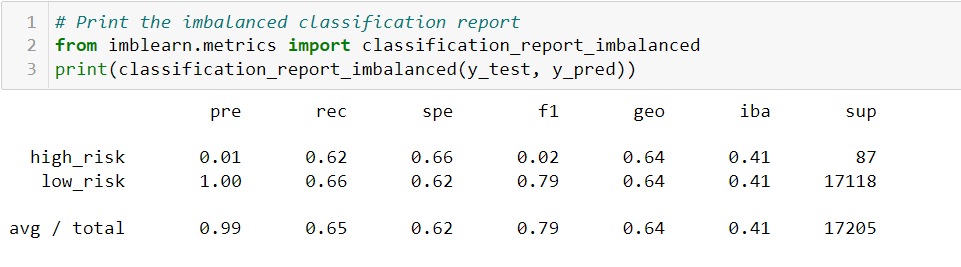 1 # Print the imbalanced classification report
2 from imblearn.metrics import classification_report_imbalanced
3 print(classification_report_imbalanced(y_test, y_pred))
pre rec spe f1 geo iba sup
high_risk 0.01 0.62 0.66 0.02 0.64 0.41 87
low_risk 1.00 0.66 0.62 0.79 0.64 0.41 17118
avg / total 0.99 0.65 0.62 0.79 0.64 0.41 17205